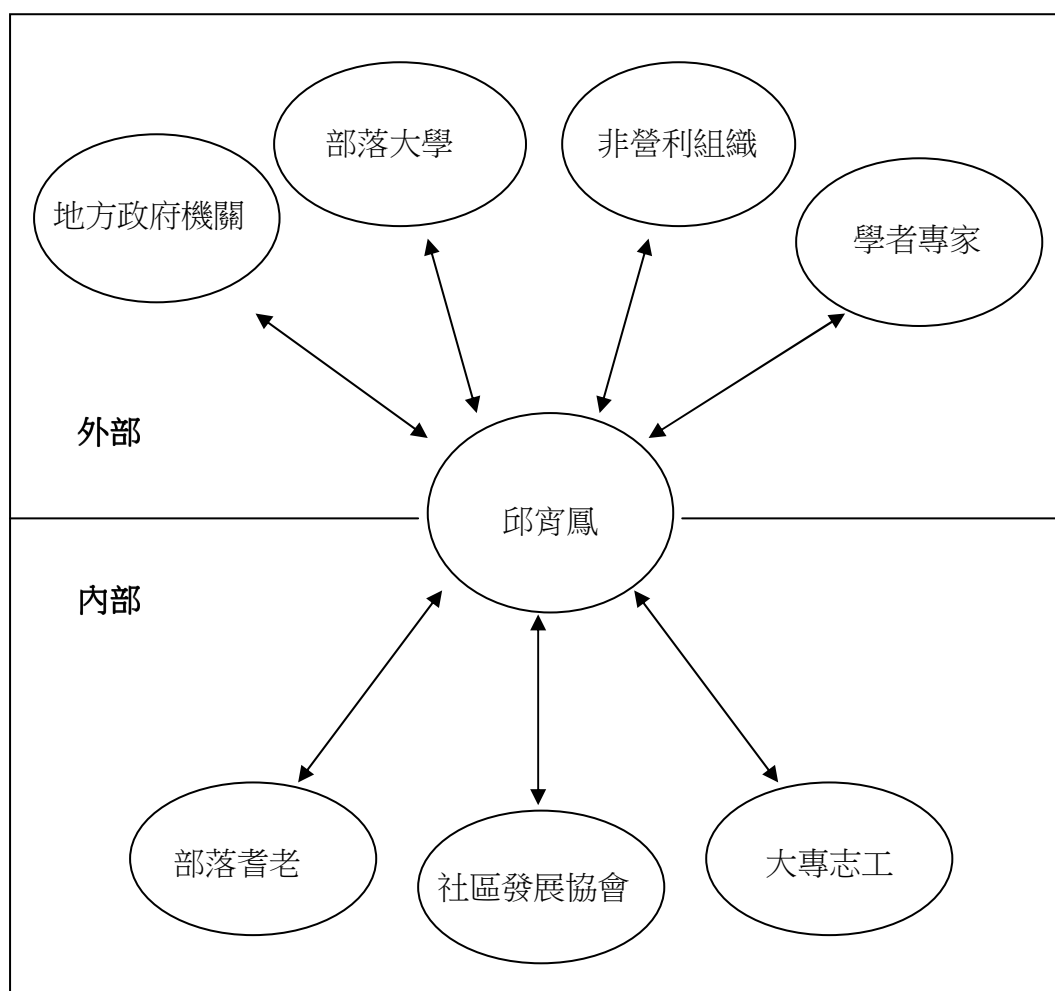 部落大學
非營利組織
地方政府機關
學者專家
外部
邱宵鳳
內部
部落耆老
社區發展協會
大專志工